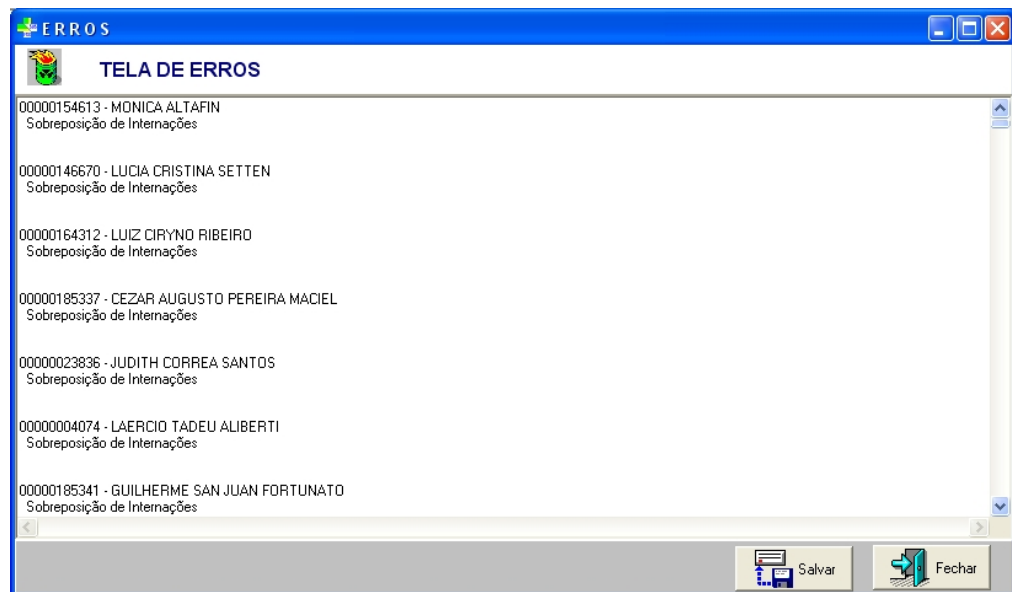 ERROS
TELA DE ERROS
00000154613 - MONICA ALTAFIN
Sobreposição de Internações
00000146670 - LUCIA CRISTINA SETTEN
Sobreposição de Internações
00000164312 - LUIZ CIRYNO RIBEIRO
Sobreposição de Internações
00000185337 - CEZAR AUGUSTO PEREIRA MACIEL
Sobreposição de Internações
00000023836 - JUDITH CORREA SANTOS
Sobreposição de Internações
00000004074 - LAERCIO TADEU ALIBERTI
Sobreposição de Internações
00000185341 - GUILHERME SAN JUAN FORTUNATO
Sobreposição de Internações
Salvar
Fechar